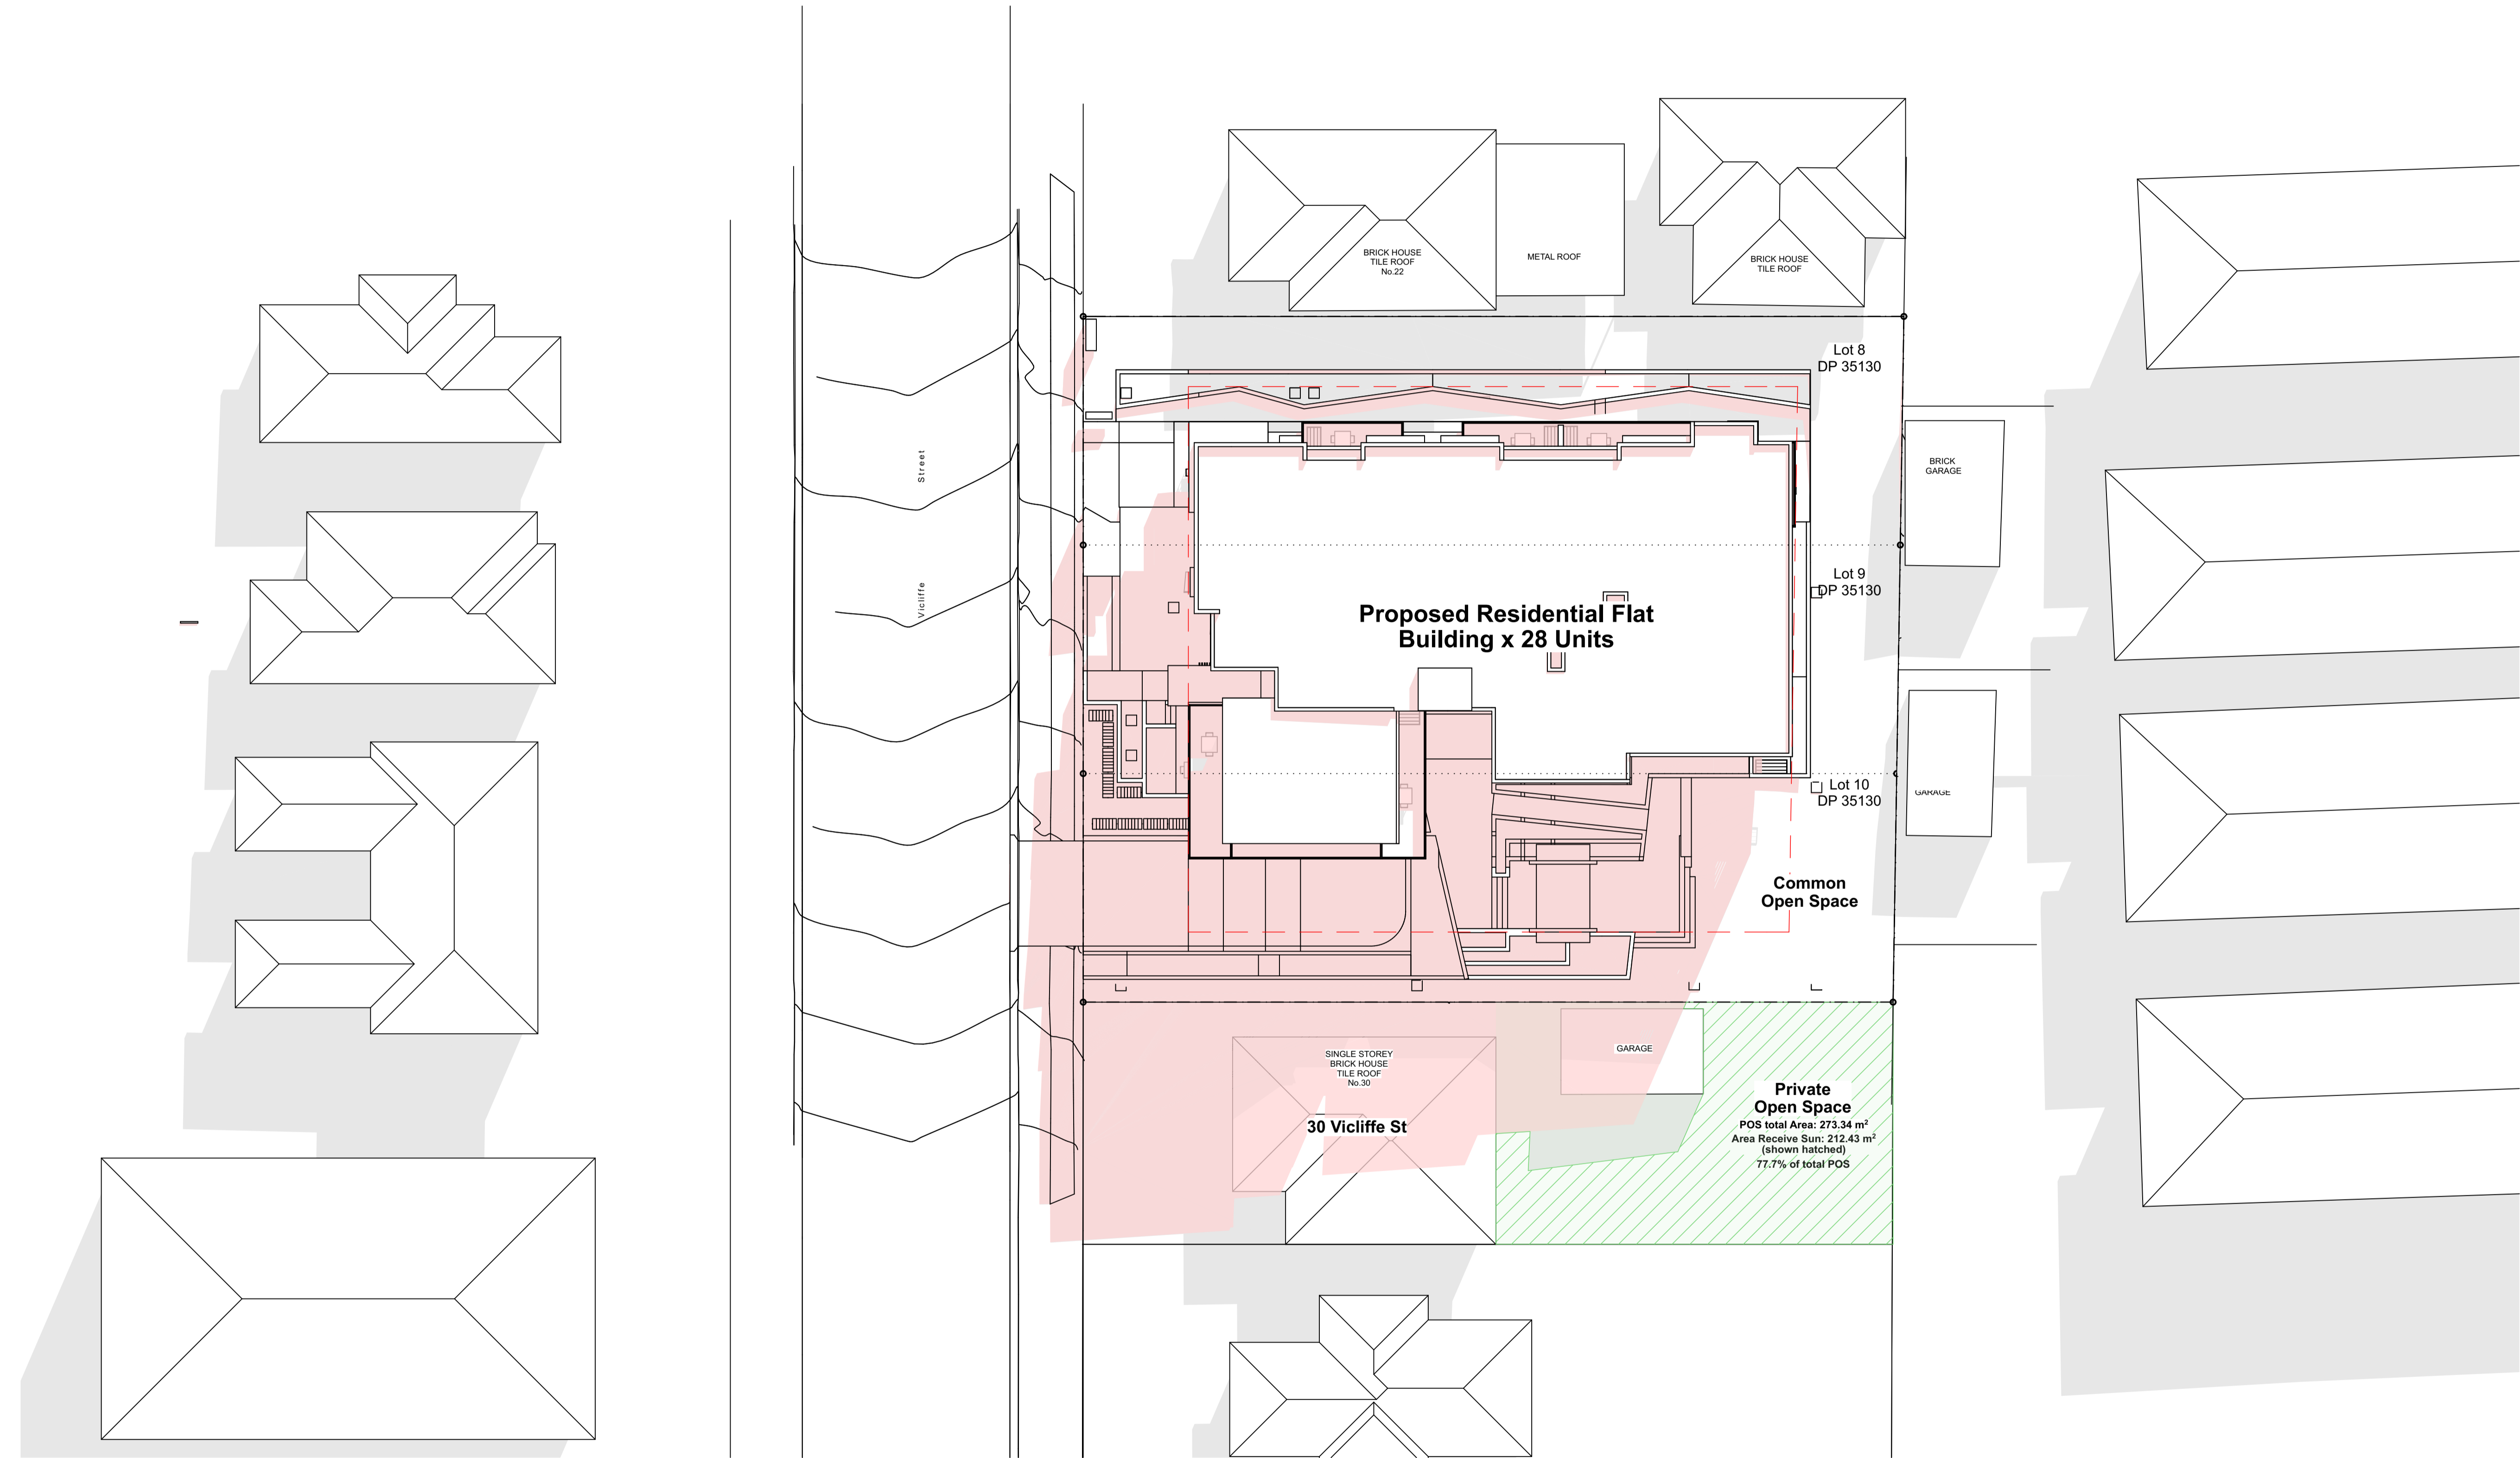 BRICK HOUSE
TILE ROOF
No.22
METAL ROOF
BRICK HOUSE
TILE ROOF
Lot 8
DP 35130
Street
Vicliffe
BRICK
GARAGE
Lot 9
DP 35130
Proposed Residential Flat
Building x 28 Units
Lot 10
DP 35130
GARAGE
Common
Open Space
SINGLE STOREY
BRICK HOUSE
TILE ROOF
No.30
30 Vicliffe St
GARAGE
Private
Open Space
POS total Area: 273.34 m²
Area Receive Sun: 212.43 m²
(shown hatched)
77.7% of total POS